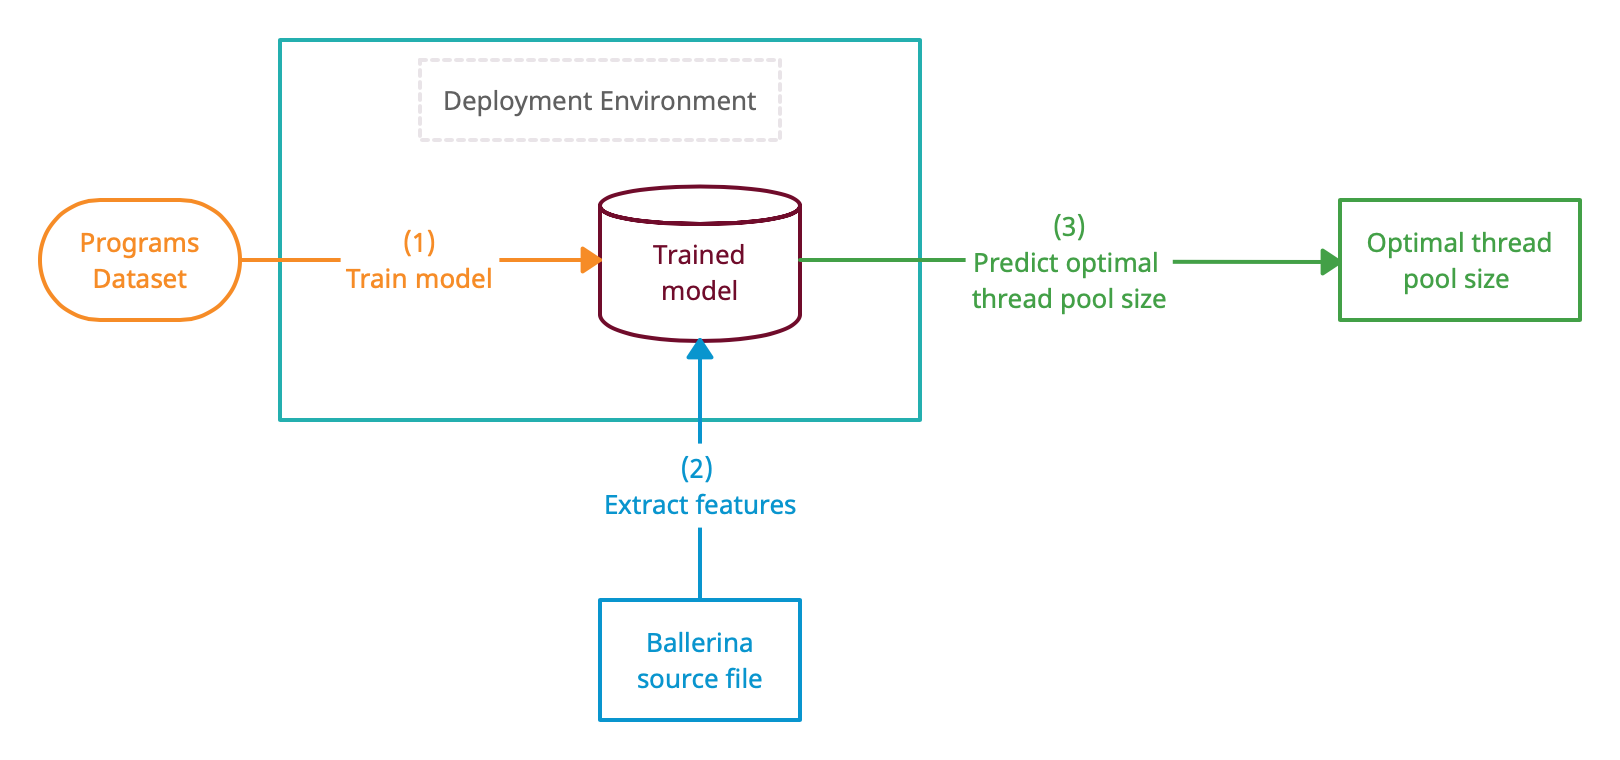 Deployment Environment
Programs
Dataset
(1)
Train model
Trained
model
(3)
Predict optimal
thread pool size
Optimal thread
pool size
(2)
Extract features
Ballerina
source file